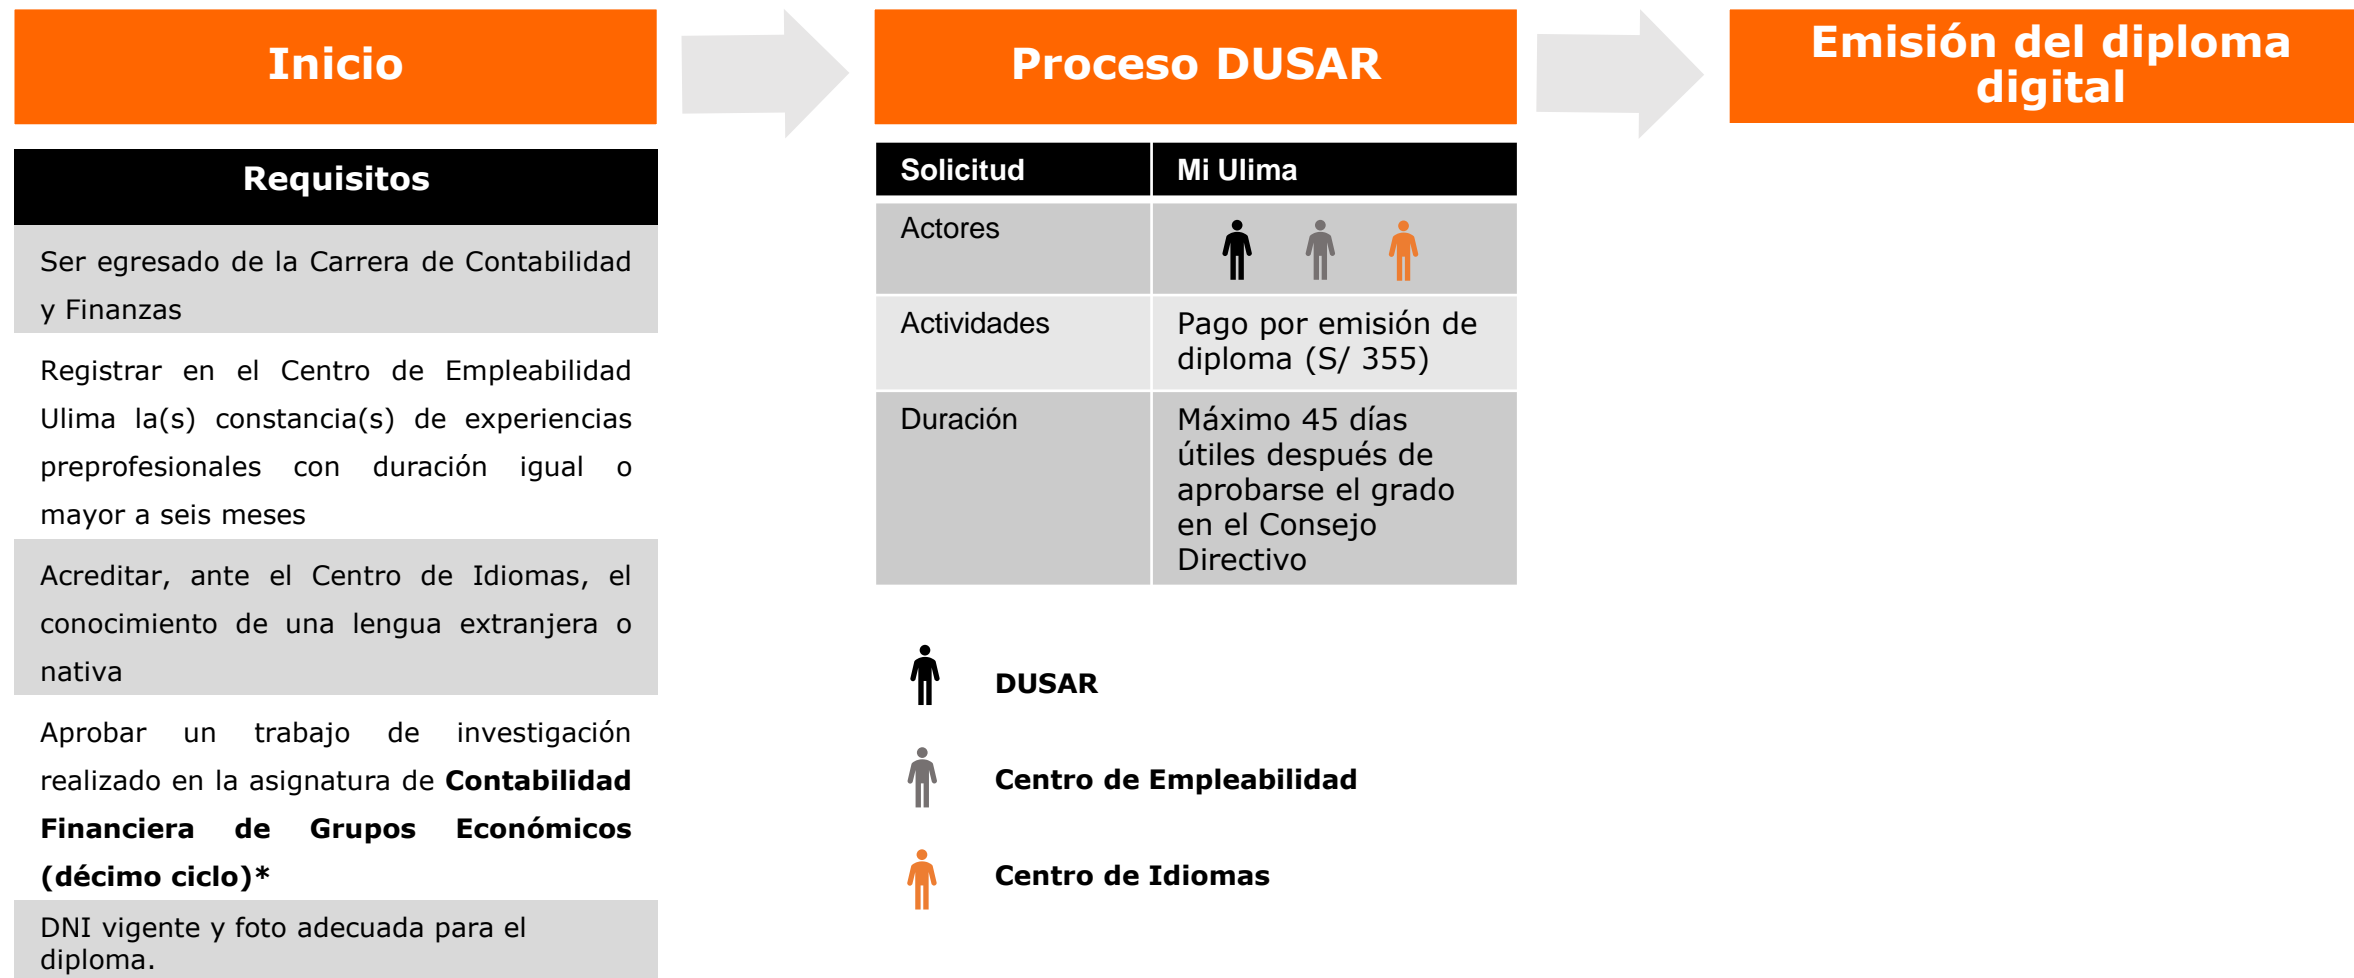 Inicio
Requisitos
Ser egresado de la Carrera de Contabilidad
y Finanzas
Registrar en el Centro de Empleabilidad
Ulima la(s) constancia(s) de experiencias
preprofesionales con duración igual o
mayor a seis meses
Acreditar, ante el Centro de Idiomas, el
conocimiento de una lengua extranjera o
nativa
Aprobar un trabajo de investigación
realizado en la asignatura de Contabilidad
Financiera de Grupos Económicos
(décimo ciclo)*
DNI vigente y foto adecuada para el
diploma.
Proceso DUSAR
Solicitud Mi Ulima
Actores
Actividades Pago por emisión de
diploma (S/ 355)
Duración Máximo 45 días
útiles después de
aprobarse el grado
en el Consejo
Directivo
DUSAR
Centro de Empleabilidad
Centro de Idiomas
Emisión del diploma
digital